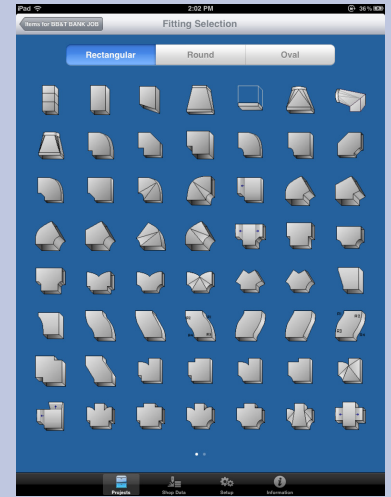 iPad 2:02 PM 36%
Items for BB&T BANK JOB Fitting Selection
Rectangular Round Oval
Projects Shop Data Setup Information